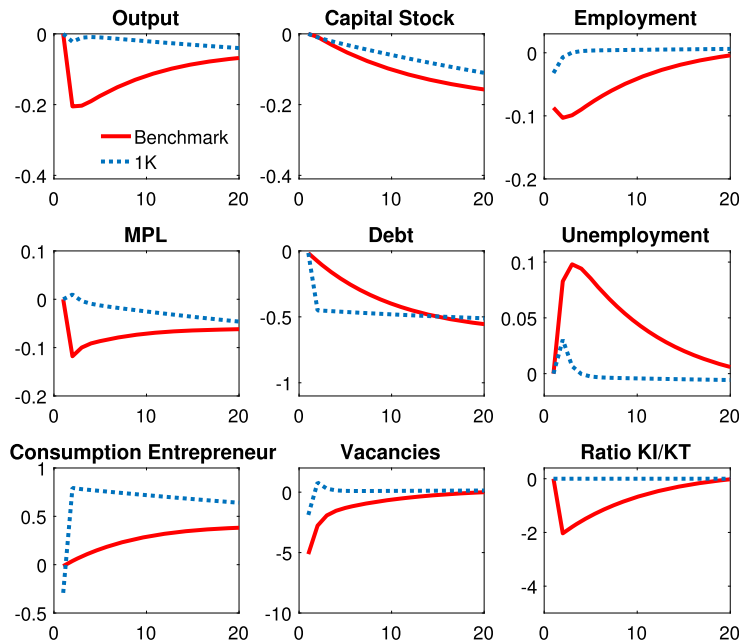 Output Capital Stock Employment
0 0 0
-0.2 -0.2 -0.1
-0.4 -0.4 -0.2
Benchmark
1K
0 10 20 0 10 20 0 10 20
MPL Debt Unemployment
0.1 0 0.1
0 -0.5 0.05
-0.1 -1 0
-0.2
0 10 20 0 10 20 0 10 20
Consumption Entrepreneur Vacancies Ratio KI/KT
1 0 0
0.5 -5 -2
0 -10 -4
-0.5
0 10 20 0 10 20 0 10 20